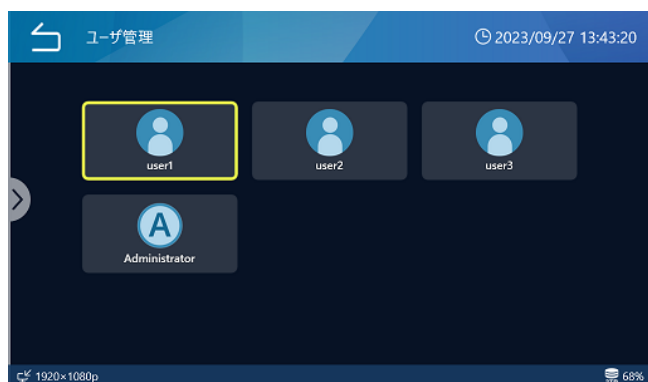 ユーザ管理
2023/09/27 13:43:20
user1
user2
user3
A
Administrator
1920×1080p
68%